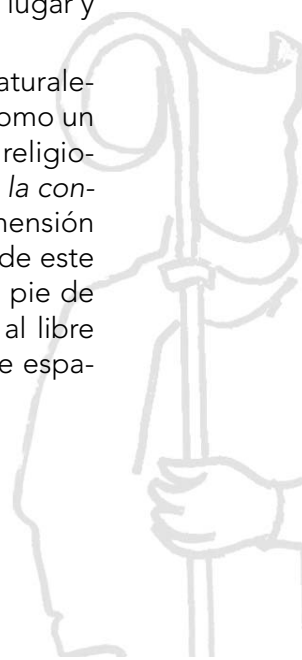 lugar y
aturale-
omo un
religio-
la con-
mensión
de este
pie de
al libre
e espa-